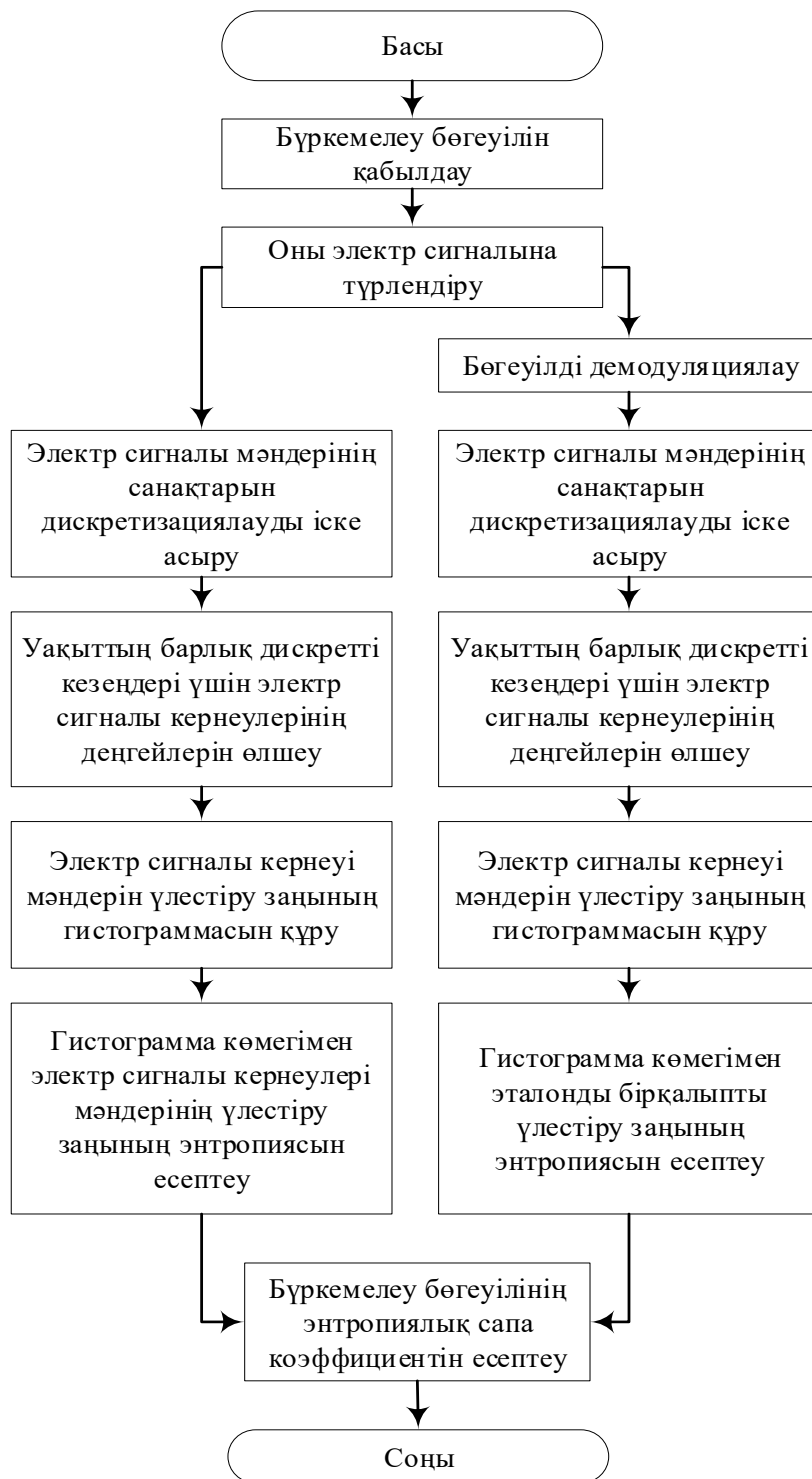 Басы
Бүркемелеу бөгеуілін
қабылдау
Оны электр сигналына
түрлендіру
Бөгеуілді демодуляциялау
Электр сигналы мәндерінің
санақтарын
дискретизациялауды іске
асыру
Электр сигналы мәндерінің
санақтарын
дискретизациялауды іске
асыру
Уақыттың барлық дискретті
кезеңдері үшін электр
сигналы кернеулерінің
деңгейлерін өлшеу
Уақыттың барлық дискретті
кезеңдері үшін электр
сигналы кернеулерінің
деңгейлерін өлшеу
Электр сигналы кернеуі
мәндерін үлестіру заңының
гистограммасын құру
Электр сигналы кернеуі
мәндерін үлестіру заңының
гистограммасын құру
Гистограмма көмегімен
электр сигналы кернеулері
мәндерінің үлестіру
заңының энтропиясын
есептеу
Гистограмма көмегімен
эталонды бірқалыпты
үлестіру заңының
энтропиясын есептеу
Бүркемелеу бөгеуілінің
энтропиялық сапа
коэффициентін есептеу
Соңы